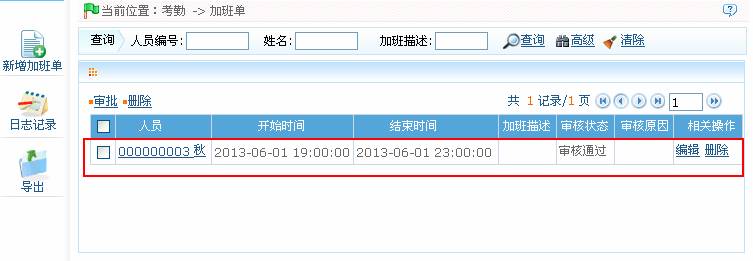 当前位置：考勤 -> 加班单
查询 人员编号: 姓名: 加班描述: 查询 高级 清除
新增加班单
日志记录
导出
审批 删除 共 1 记录/1 页 1
人员 开始时间 结束时间 加班描述 审核状态 审核原因 相关操作
000000003 秋 2013-06-01 19:00:00 2013-06-01 23:00:00 审核通过 编辑 删除